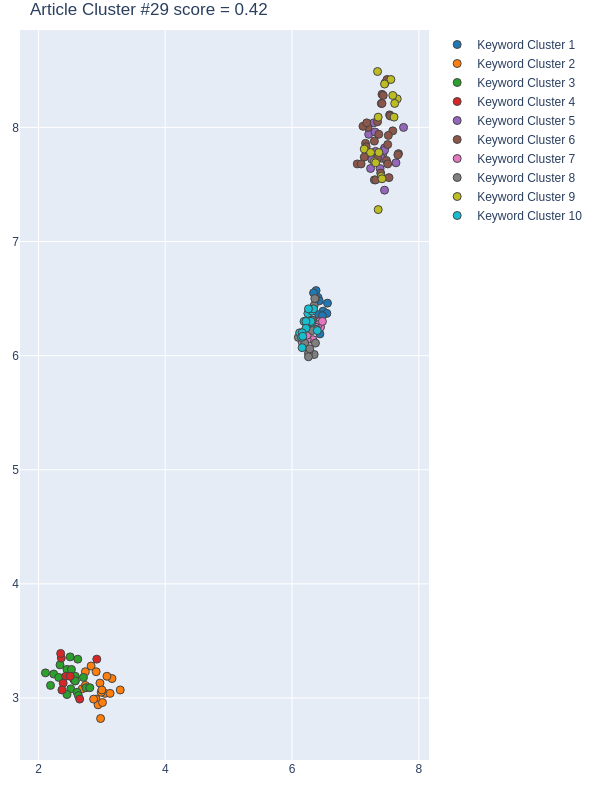 Article Cluster #29 score = 0.42
Keyword Cluster 1
Keyword Cluster 2
Keyword Cluster 3
Keyword Cluster 4
Keyword Cluster 5
Keyword Cluster 6
Keyword Cluster 7
Keyword Cluster 8
Keyword Cluster 9
Keyword Cluster 10
8
7
6
5
4
3
2
4
6
8